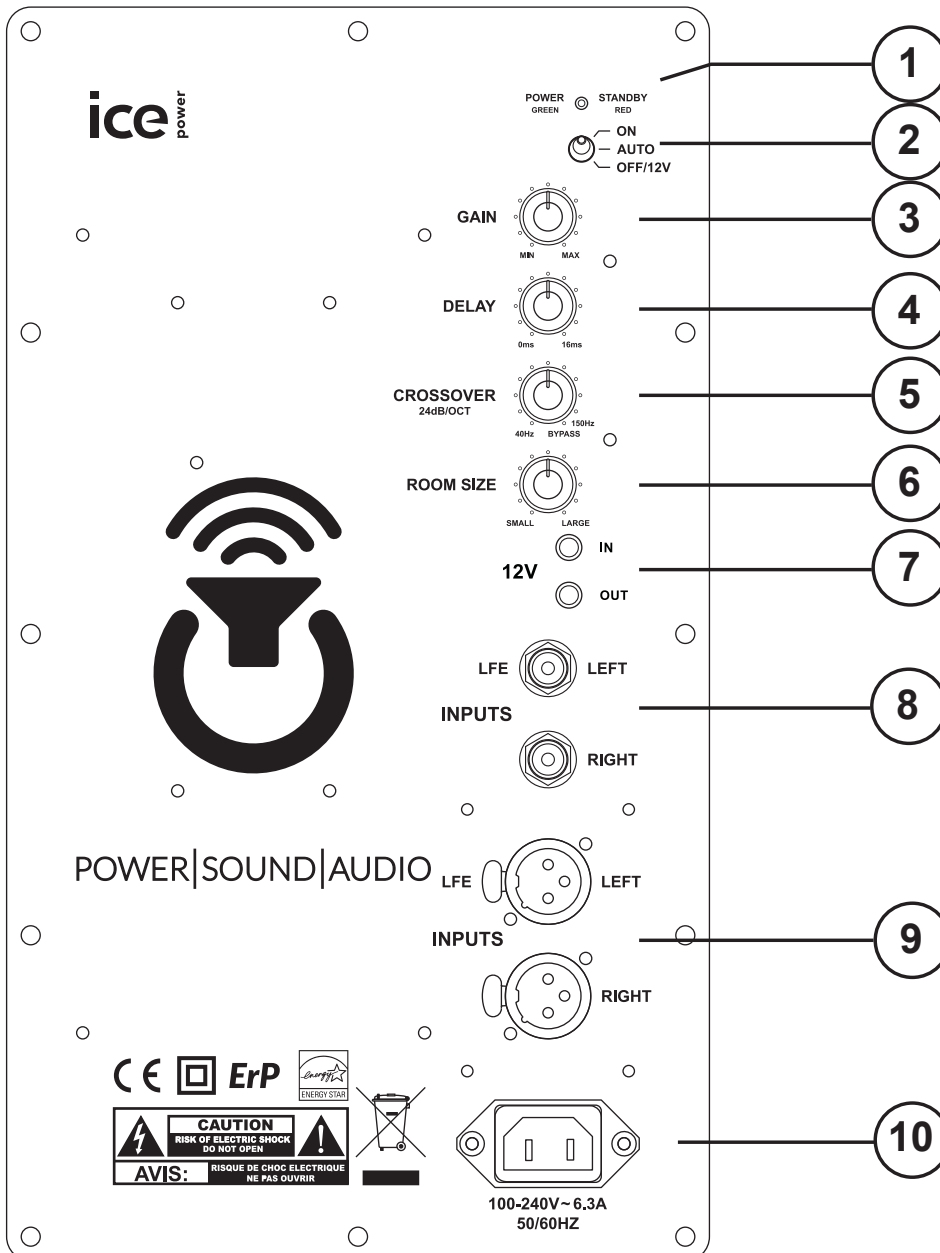 1
ice power
POWER STANDBY
GREEN RED
2
ON
AUTO
OFF/12V
GAIN
3
MIN MAX
DELAY
4
0ms 16ms
CROSSOVER
24dB/OCT
5
150Hz
40Hz BYPASS
ROOM SIZE
6
SMALL LARGE
IN
12V
7
OUT
LFE LEFT
INPUTS
8
RIGHT
POWER|SOUND|AUDIO
LFE LEFT
INPUTS
9
RIGHT
CE ErP energy
ENERGY STAR
CAUTION
RISK OF ELECTRIC SHOCK
DO NOT OPEN
AVIS: RISQUE DE CHOC ELECTRIQUE
NE PAS OUVRIR
10
100-240V~6.3A
50/60HZ